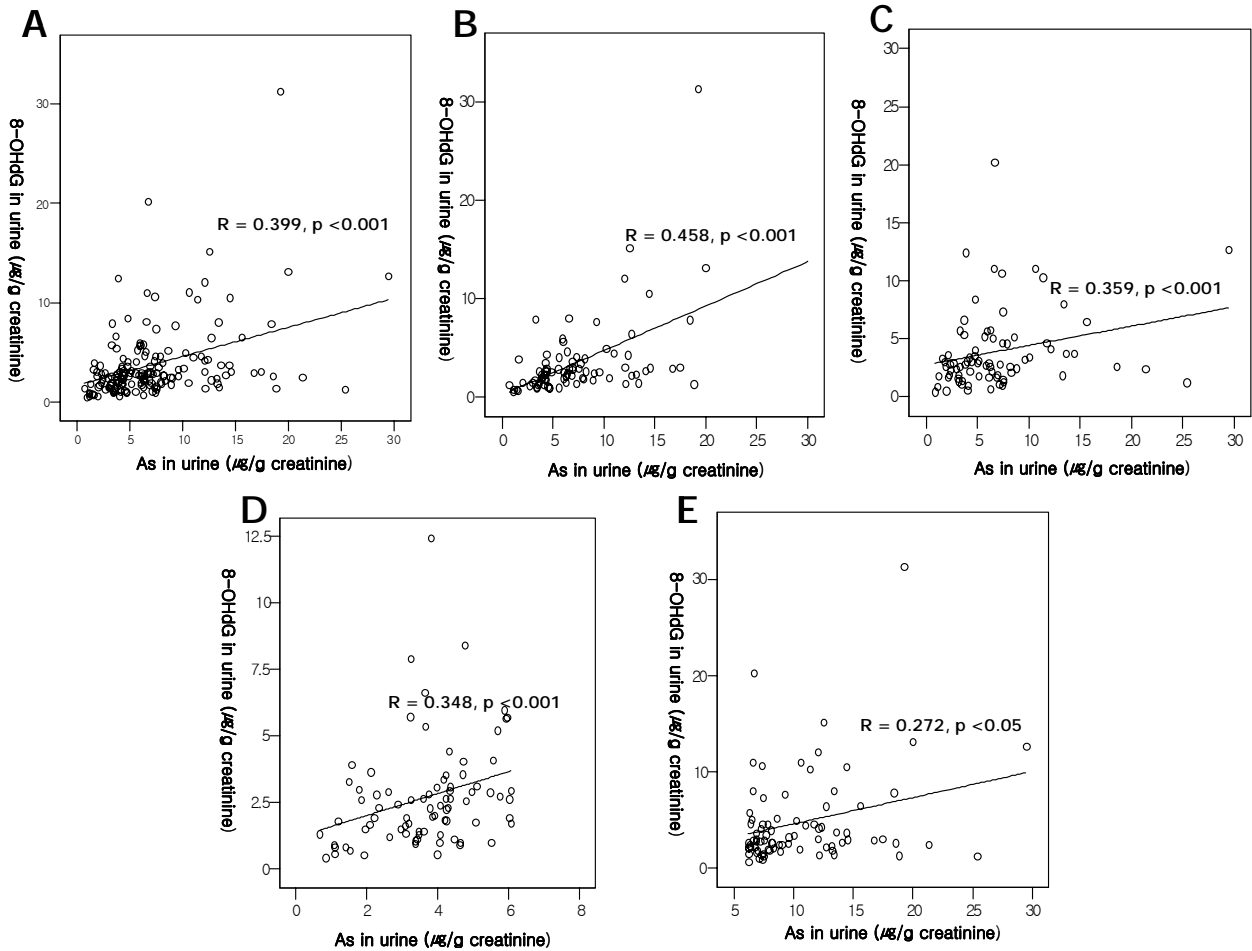 A
8-OHdG in urine (㎍/g creatinine)
30
20
10
0
R = 0.399, p <0.001
0 5 10 15 20 25 30
As in urine (㎍/g creatinine)
B
8-OHdG in urine (㎍/g creatinine)
30
20
10
0
R = 0.458, p <0.001
0 5 10 15 20 25 30
As in urine (㎍/g creatinine)
C
8-OHdG in urine (㎍/g creatinine)
30
25
20
15
10
5
0
R = 0.359, p <0.001
0 5 10 15 20 25 30
As in urine (㎍/g creatinine)
D
8-OHdG in urine (㎍/g creatinine)
12.5
10
7.5
5
2.5
0
R = 0.348, p <0.001
0 2 4 6 8
As in urine (㎍/g creatinine)
E
8-OHdG in urine (㎍/g creatinine)
30
20
10
0
R = 0.272, p <0.05
5 10 15 20 25 30
As in urine (㎍/g creatinine)